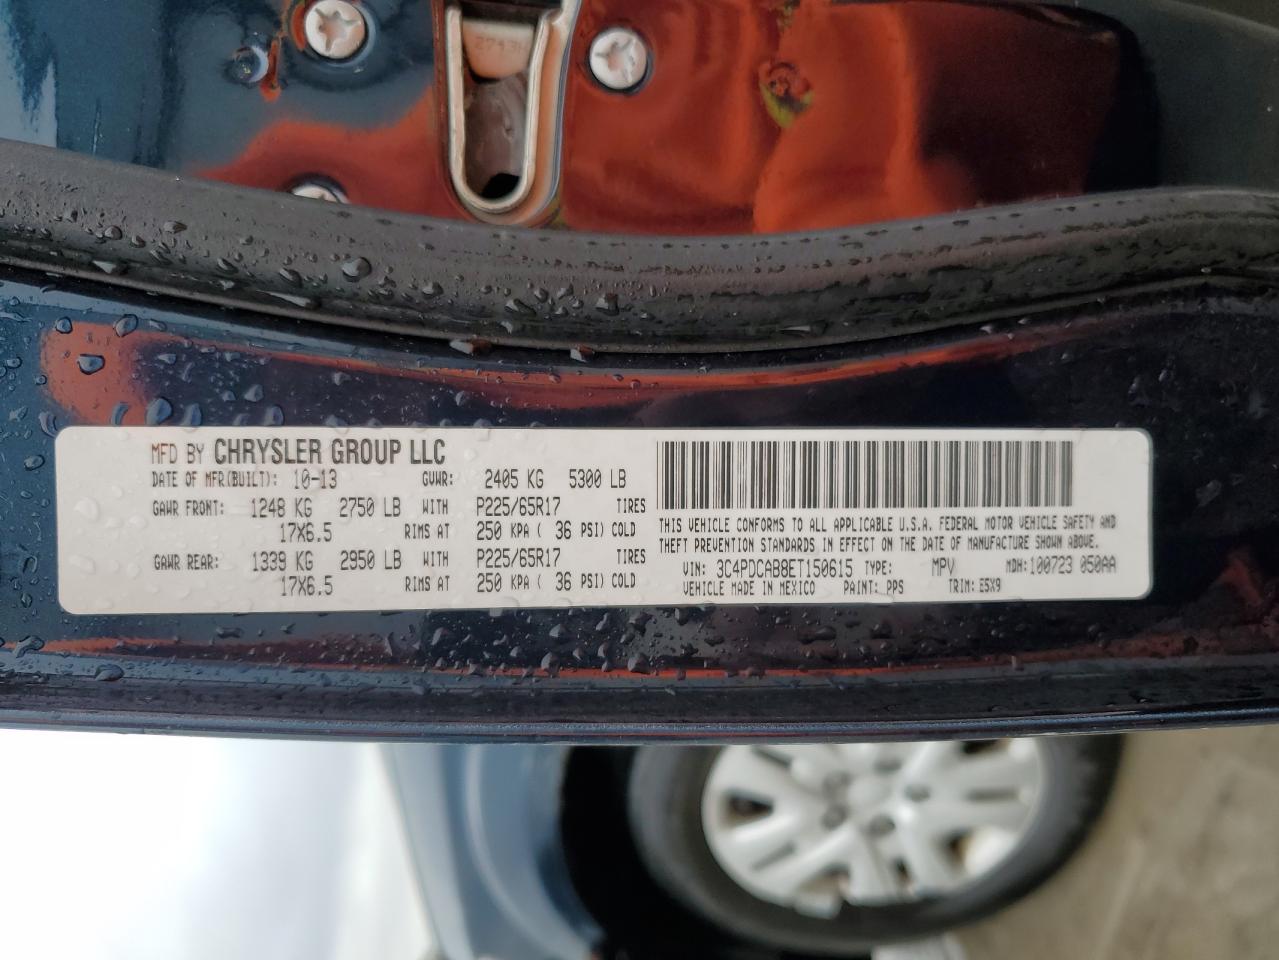 MFD BY CHRYSLER GROUP LLC
DATE OF MFR(BUILT): 10-13 GVWR: 2405 KG 5300 LB
GAWR FRONT: 1248 KG 2750 LB WITH P225/65R17 TIRES
17X6.5 RIMS AT 250 KPA ( 36 PSI) COLD
GAWR REAR: 1339 KG 2950 LB WITH P225/65R17 TIRES
17X6.5 RIMS AT 250 KPA ( 36 PSI) COLD
THIS VEHICLE CONFORMS TO ALL APPLICABLE U.S.A. FEDERAL MOTOR VEHICLE SAFETY AND
THEFT PREVENTION STANDARDS IN EFFECT ON THE DATE OF MANUFACTURE SHOWN ABOVE.
VIN: 3C4PDCAB8ET150615 TYPE: MPV MDH:100723 050AA
VEHICLE MADE IN MEXICO PAINT: PPS TRIM: E5X9